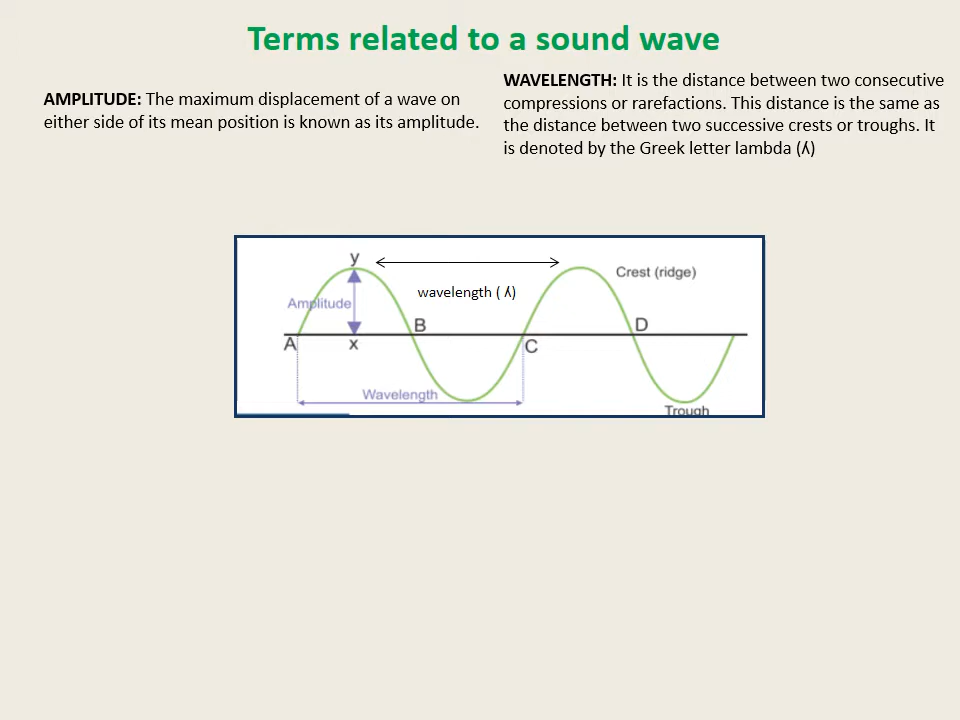 Terms related to a sound wave
AMPLITUDE: The maximum displacement of a wave on
either side of its mean position is known as its amplitude.
WAVELENGTH: It is the distance between two consecutive
compressions or rarefactions. This distance is the same as
the distance between two successive crests or troughs. It
is denoted by the Greek letter lambda (ʎ)
y
Crest (ridge)
wavelength ( ʎ)
Amplitude
B
D
A
x
C
Wavelength
Trough